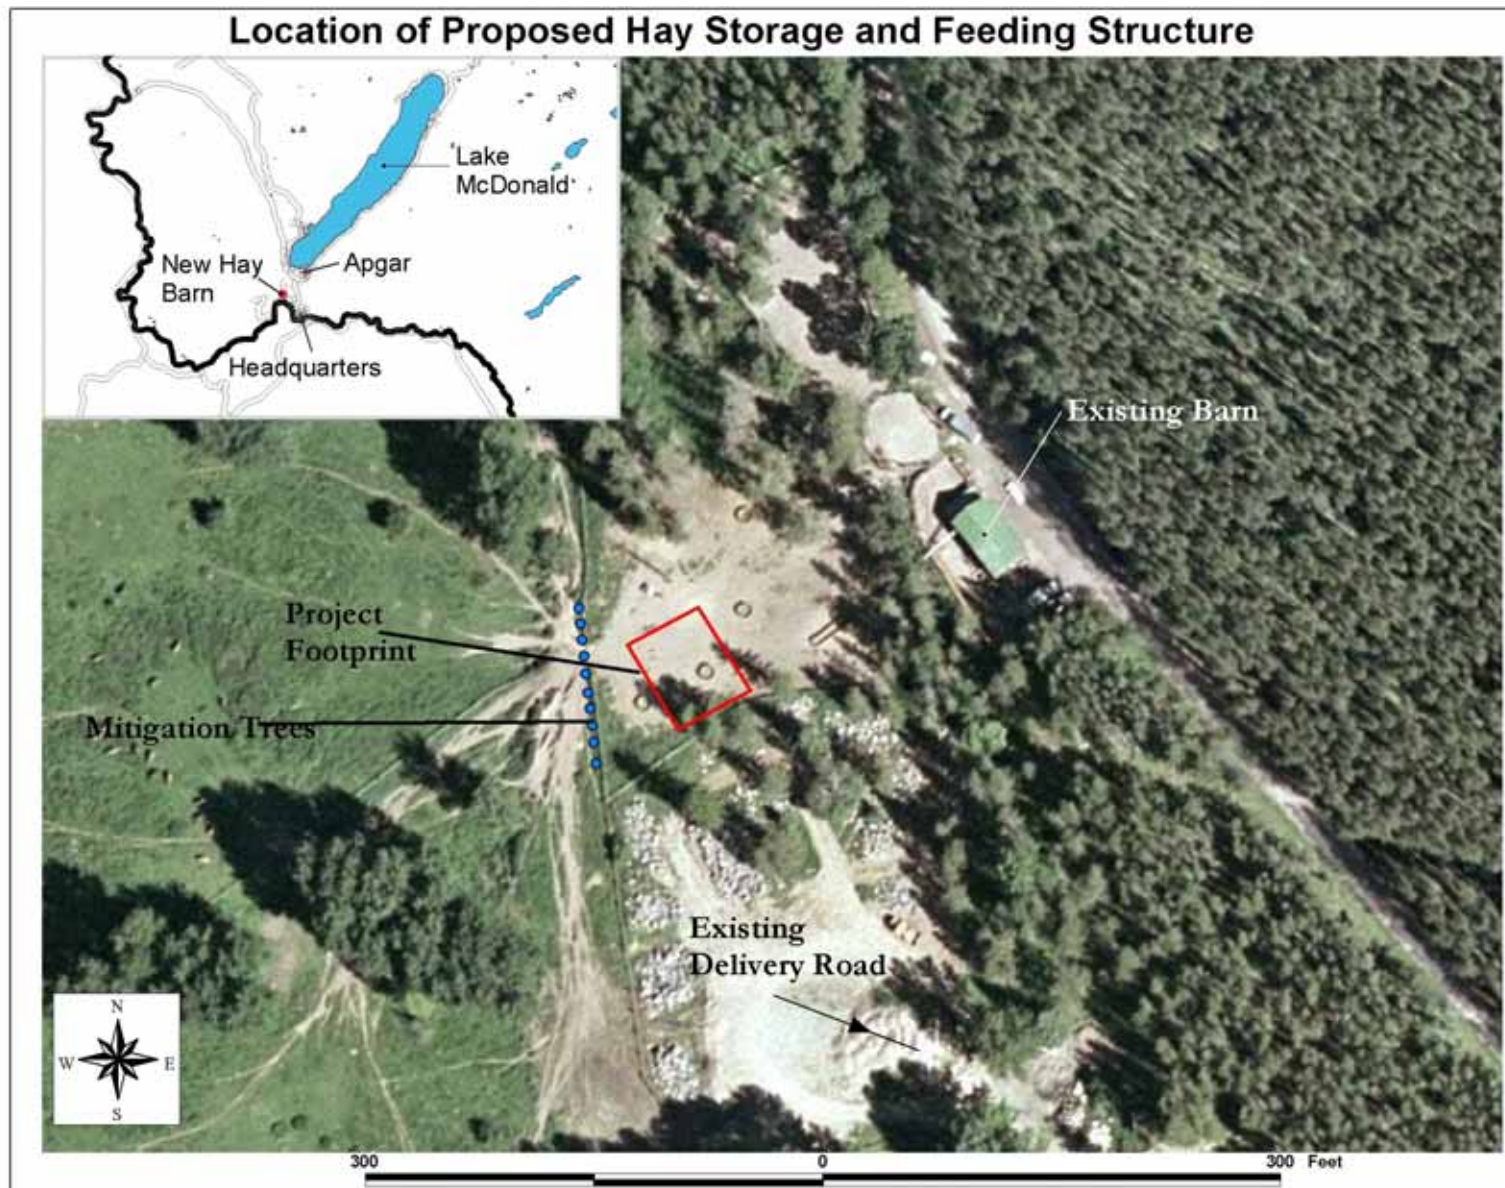 Location of Proposed Hay Storage and Feeding Structure
Lake
McDonald
New Hay
Barn
Apgar
Headquarters
Existing Barn
Project
Footprint
Mitigation Trees
Existing
Delivery Road
N
W E
S
300 0 300 Feet